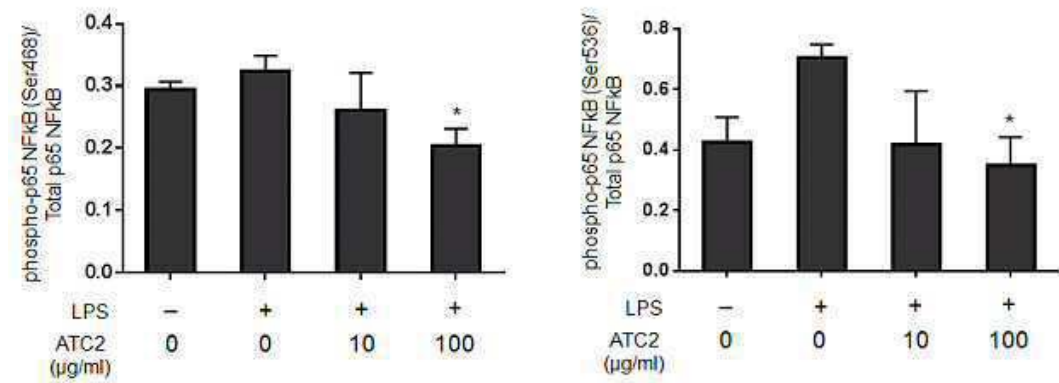 phospho-p65 NFkB (Ser468)/
Total p65 NFkB
0.4
0.3
0.2
0.1
0.0
*
LPS – + + +
ATC2 0 0 10 100
(µg/ml)
phospho-p65 NFkB (Ser536)/
Total p65 NFkB
0.8
0.6
0.4
0.2
0.0
*
LPS – + + +
ATC2 0 0 10 100
(µg/ml)